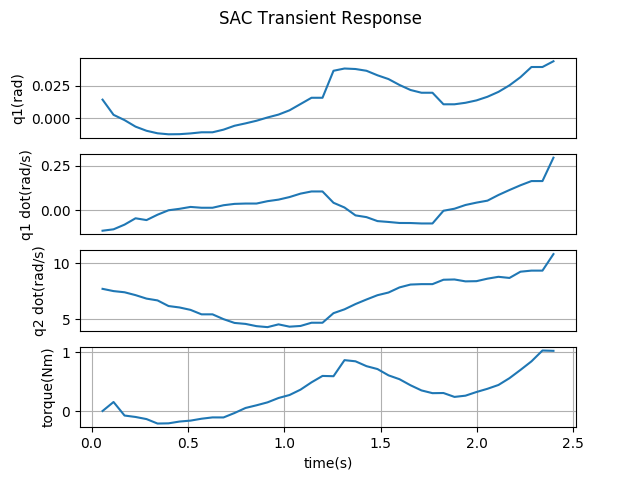 SAC Transient Response
q1(rad)
0.025
0.000
q1 dot(rad/s)
0.25
0.00
q2 dot(rad/s)
10
5
torque(Nm)
1
0
0.0 0.5 1.0 1.5 2.0 2.5
time(s)